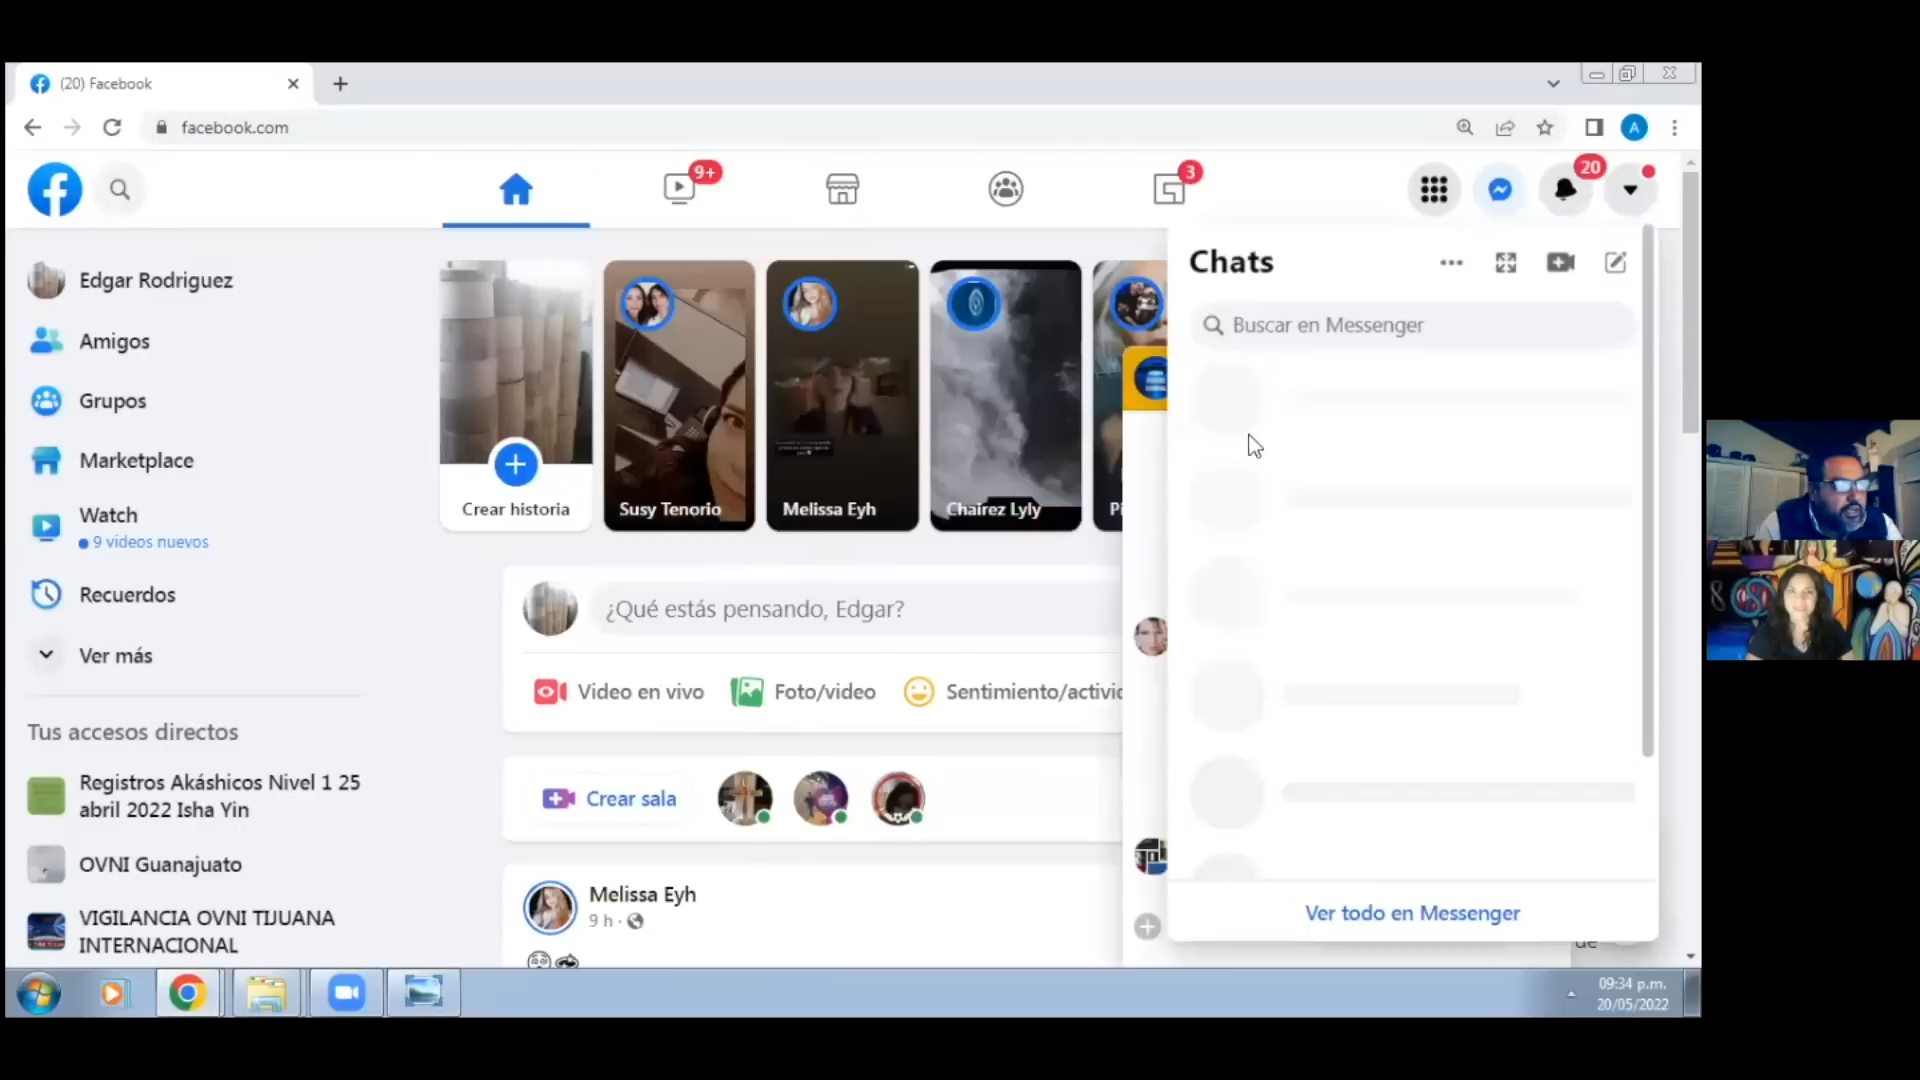 (20) Facebook
facebook.com
9+
3
20
A
Edgar Rodriguez
Amigos
Grupos
Marketplace
Watch
9 videos nuevos
Recuerdos
Ver más
Tus accesos directos
Registros Akáshicos Nivel 1 25
abril 2022 Isha Yin
OVNI Guanajuato
VIGILANCIA OVNI TIJUANA
INTERNACIONAL
Crear historia
Susy Tenorio
Melissa Eyh
Chairez Lyly
Pi
¿Qué estás pensando, Edgar?
Video en vivo
Foto/video
Sentimiento/activid
Crear sala
Melissa Eyh
9 h ·
Chats
Buscar en Messenger
Ver todo en Messenger
de
09:34 p.m.
20/05/2022